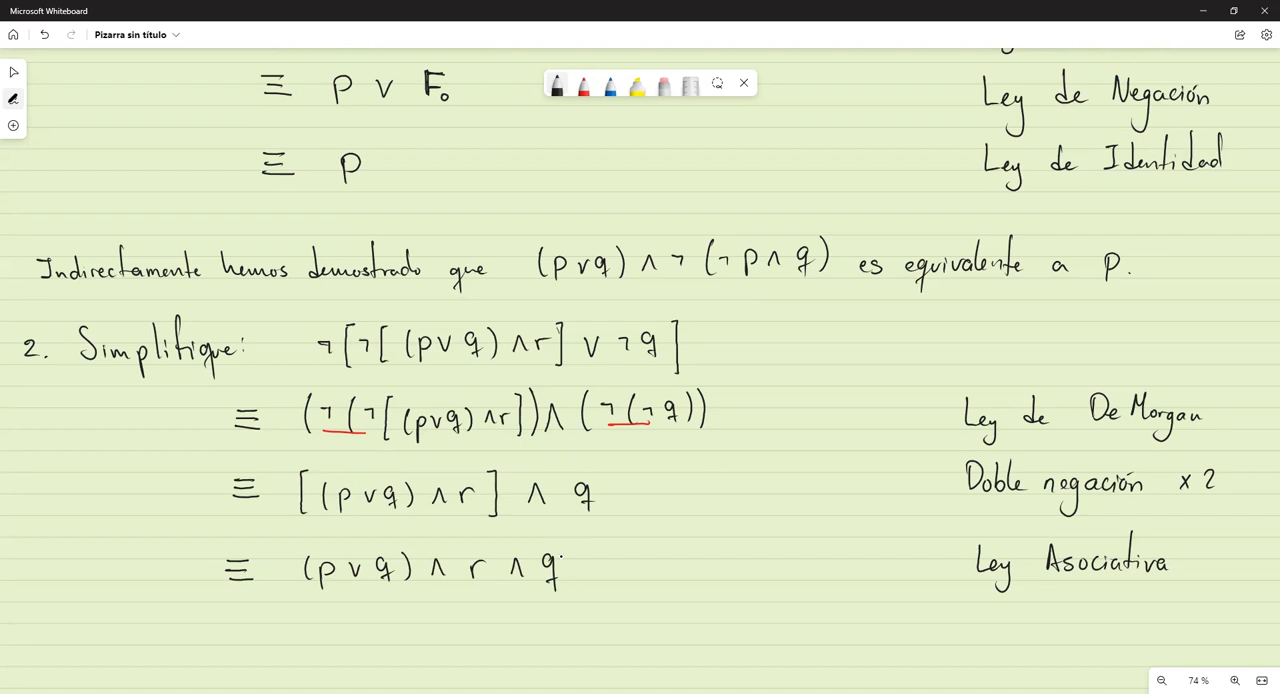 Microsoft Whiteboard
Pizarra sin título
≡ p ∨ F₀ Ley de Negación
≡ p Ley de Identidad
Indirectamente hemos demostrado que (p ∨ q) ∧ ¬ (¬ p ∧ q) es equivalente a p.
2. Simplifique: ¬[¬[(p ∨ q) ∧ r] ∨ ¬ q]
≡ (¬(¬[(p ∨ q) ∧ r])) ∧ (¬(¬ q)) Ley de De Morgan
≡ [(p ∨ q) ∧ r] ∧ q Doble negación x 2
≡ (p ∨ q) ∧ r ∧ q Ley Asociativa
74 %